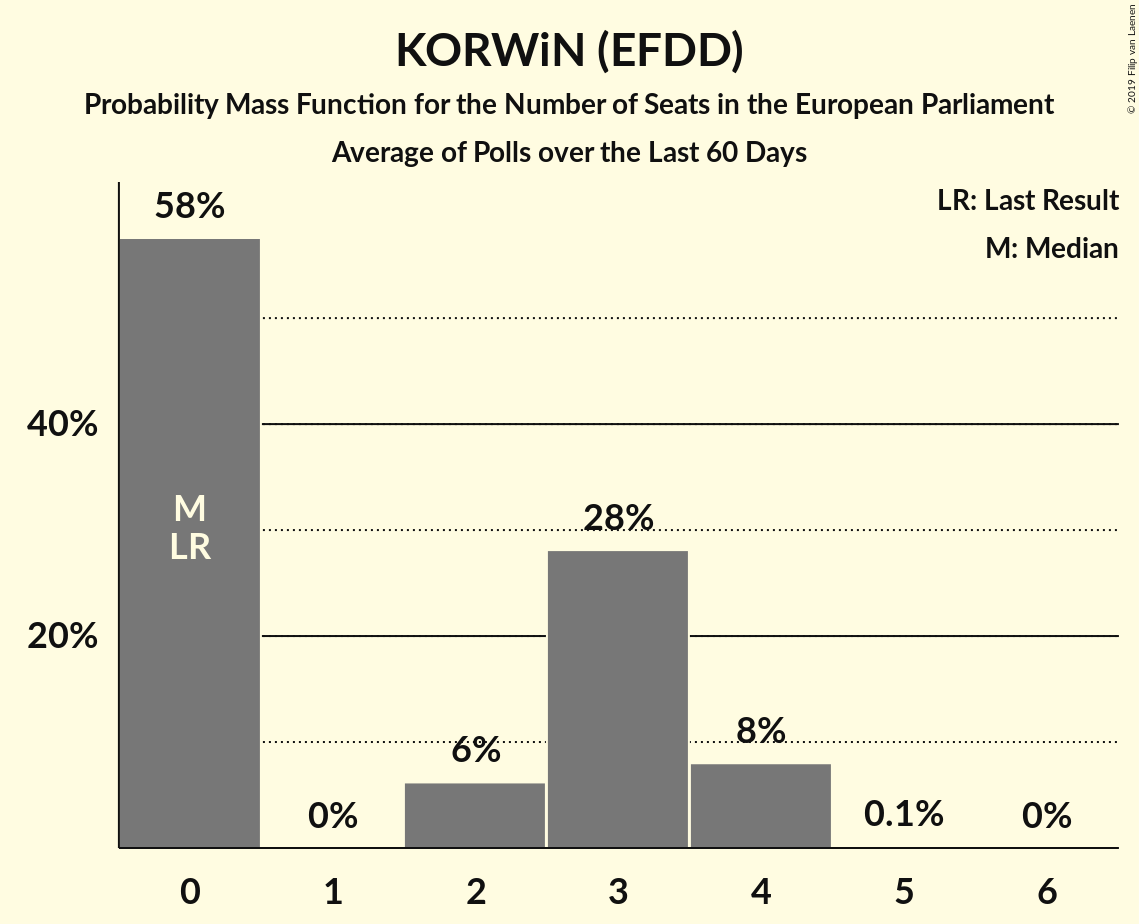 KORWiN (EFDD)
Probability Mass Function for the Number of Seats in the European Parliament
Average of Polls over the Last 60 Days
© 2019 Filip van Laenen
LR: Last Result
M: Median
58%
40%
M
LR
28%
20%
8%
6%
0%
0.1%
0%
0 1 2 3 4 5 6